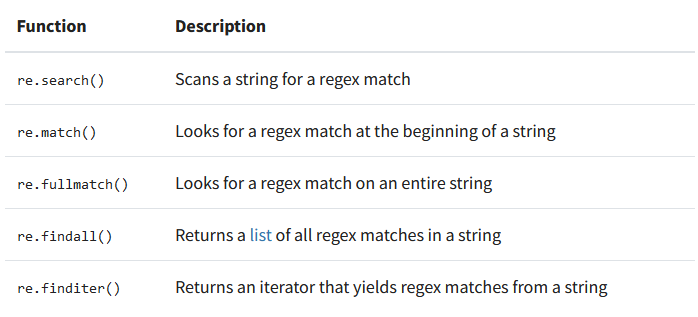 Function Description
re.search() Scans a string for a regex match
re.match() Looks for a regex match at the beginning of a string
re.fullmatch() Looks for a regex match on an entire string
re.findall() Returns a list of all regex matches in a string
re.finditer() Returns an iterator that yields regex matches from a string